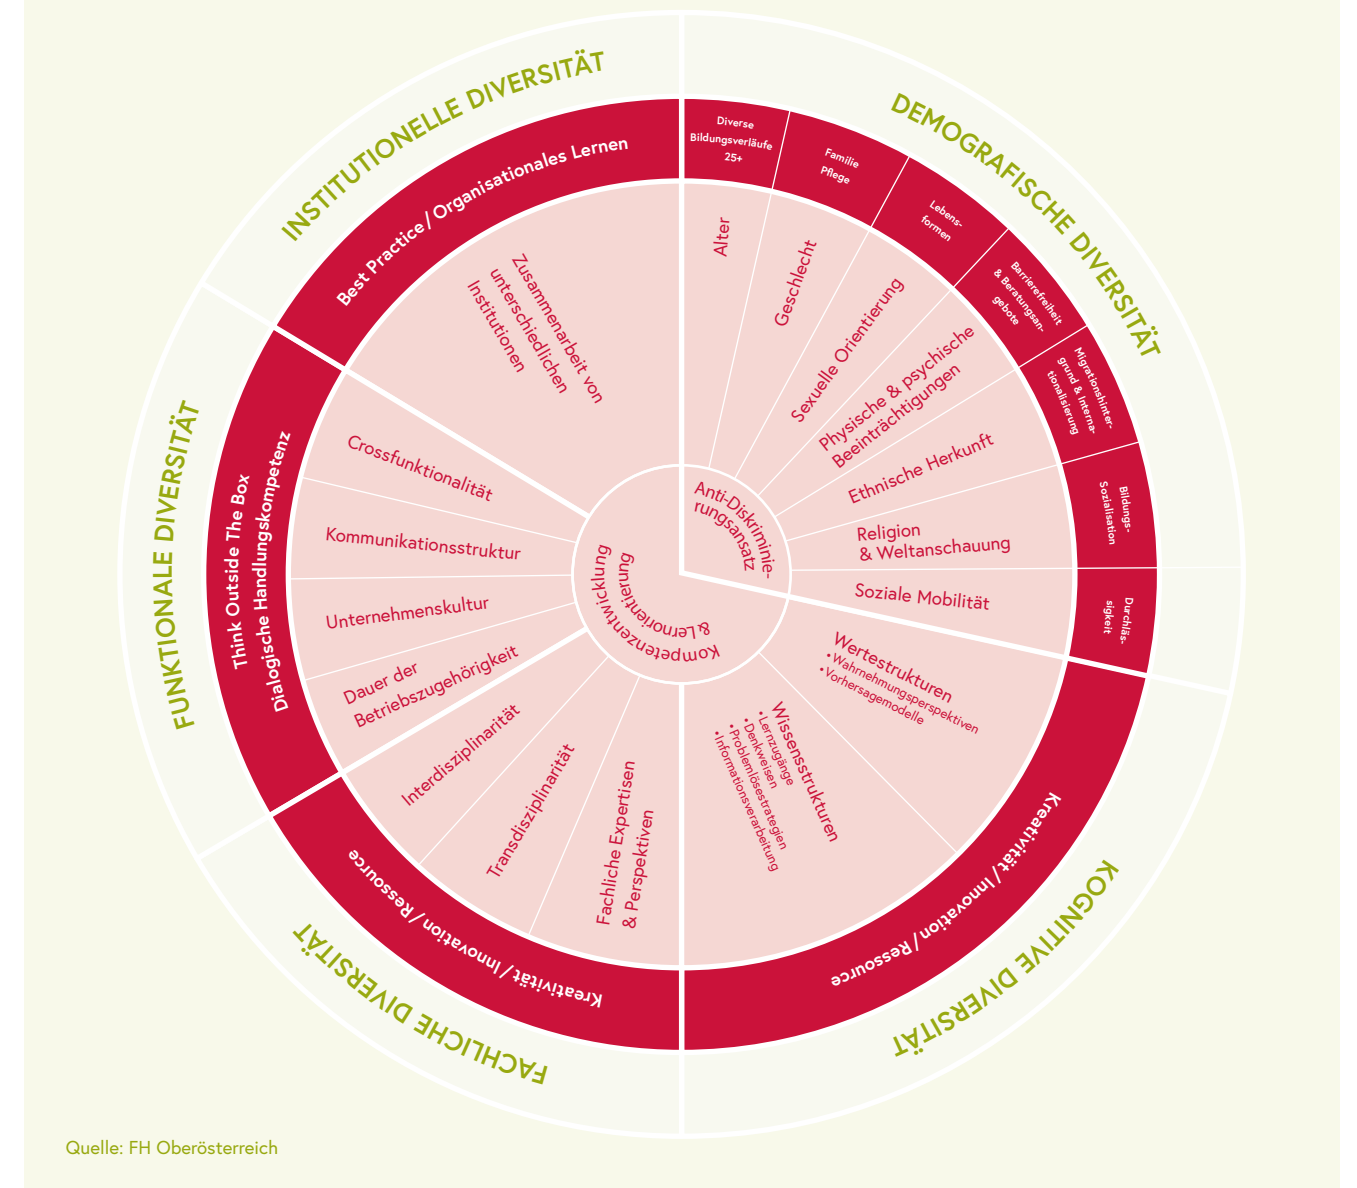 INSTITUTIONELLE DIVERSITÄT
DEMOGRAFISCHE DIVERSITÄT
KOGNITIVE DIVERSITÄT
FACHLICHE DIVERSITÄT
FUNKTIONALE DIVERSITÄT
Best Practice / Organisationales Lernen
Diverse
Bildungsverläufe
25+
Familie
Pflege
Lebens-
formen
Barrierefreiheit
& Beratungsan-
gebote
Migrationshinter-
grund & Interna-
tionalisierung
Bildungs-
Sozialisation
Durchläs-
sigkeit
Kreativität / Innovation / Ressource
Kreativität / Innovation / Ressource
Think Outside The Box
Dialogische Handlungskompetenz
Zusammenarbeit von
unterschiedlichen
Institutionen
Alter
Geschlecht
Sexuelle Orientierung
Physische & psychische
Beeinträchtigungen
Ethnische Herkunft
Religion
& Weltanschauung
Soziale Mobilität
Wertestrukturen
•Wahrnehmungsperspektiven
•Vorhersagemodelle
Wissensstrukturen
•Lernzugänge
•Denkweisen
•Problemlösestrategien
•Informationsverarbeitung
Fachliche Expertisen
& Perspektiven
Transdisziplinarität
Interdisziplinarität
Dauer der
Betriebszugehörigkeit
Unternehmenskultur
Kommunikationsstruktur
Crossfunktionalität
Anti-Diskriminie-
rungsansatz
Kompetenzentwicklung
& Lernorientierung
Quelle: FH Oberösterreich